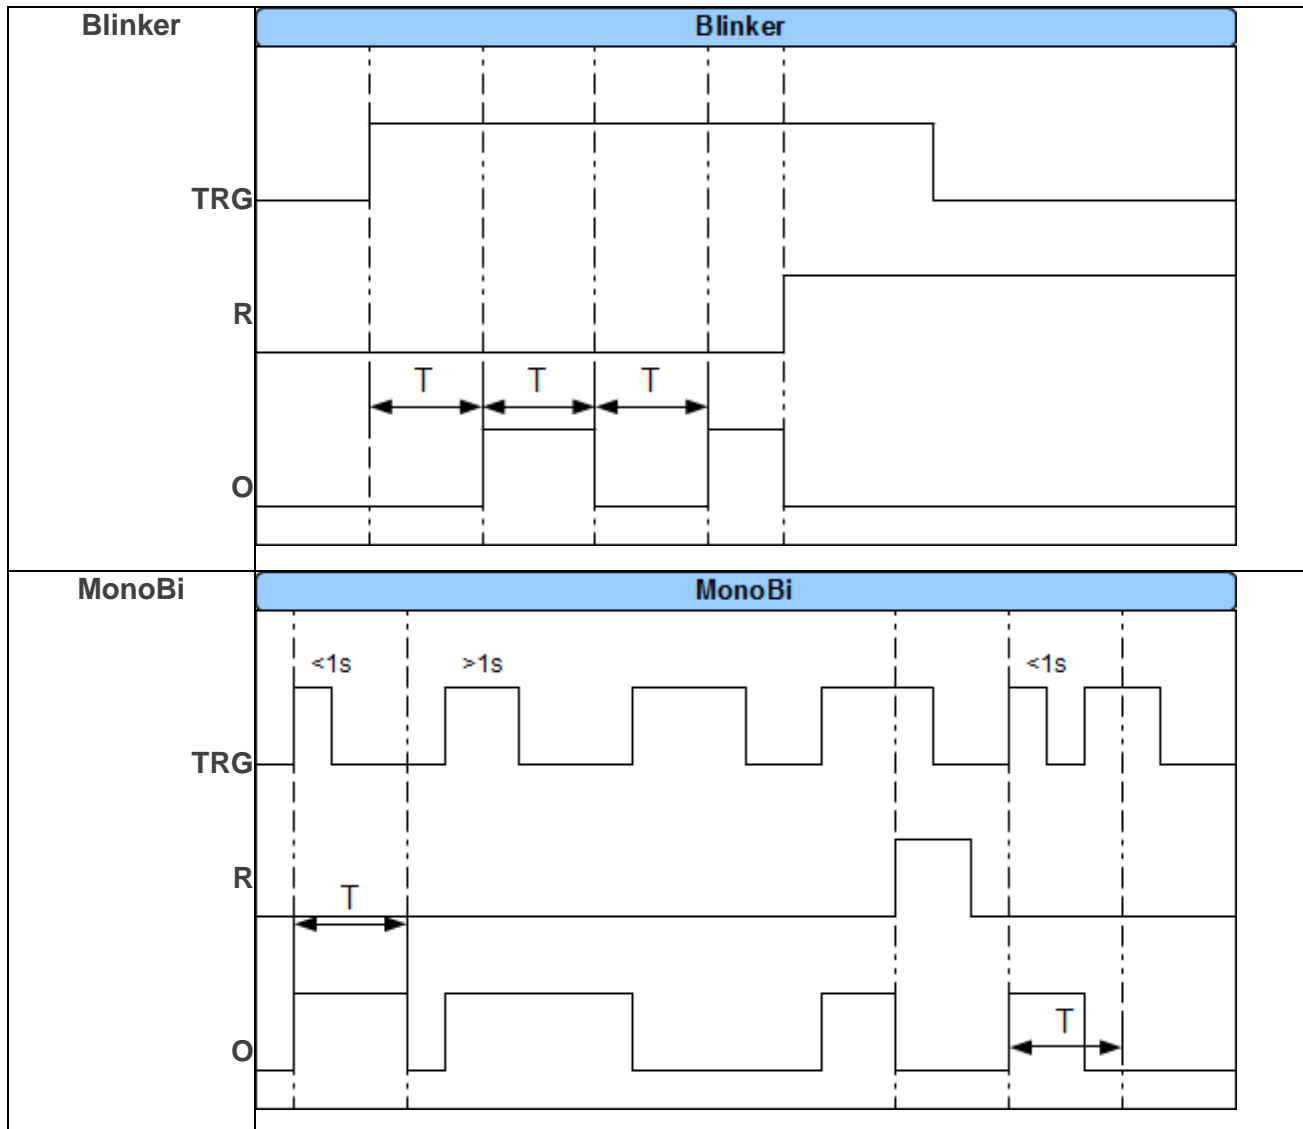 Blinker
Blinker
TRG
R
T T T
O
MonoBi
MonoBi
<1s >1s <1s
TRG
R
T
T
O